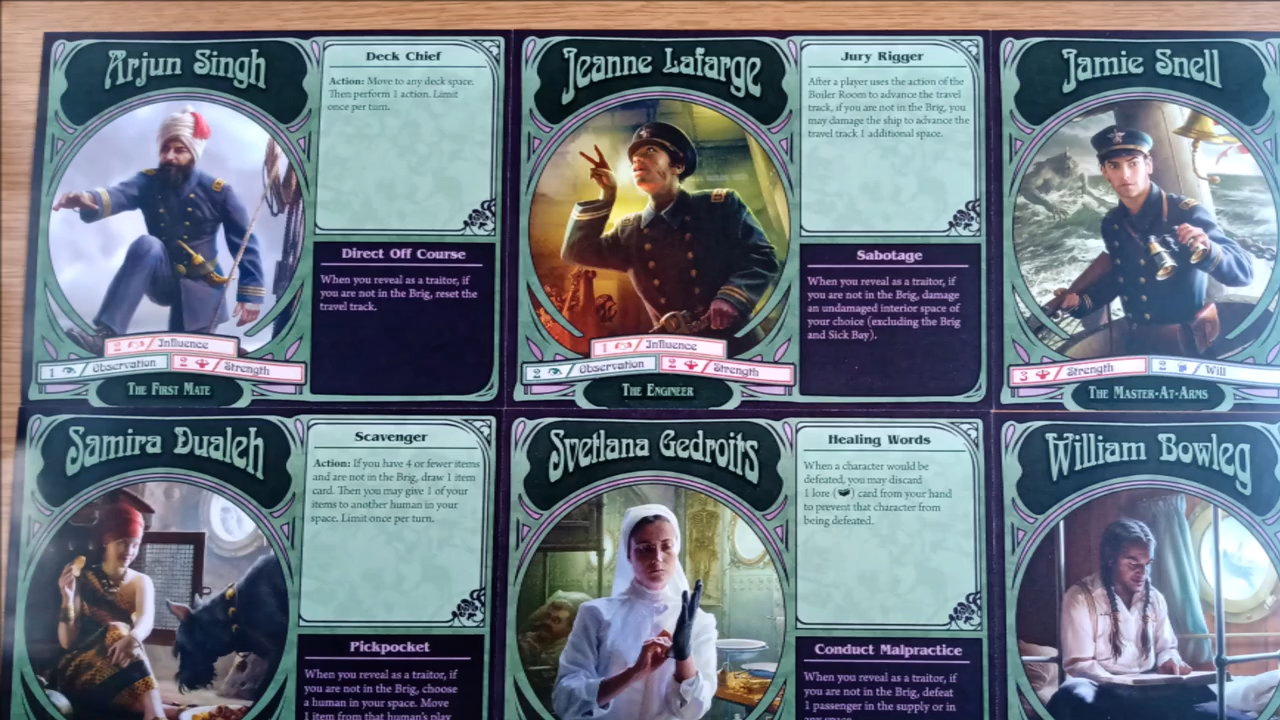 Arjun Singh
Deck Chief
Action: Move to any deck space.
Then perform 1 action. Limit
once per turn.
Direct Off Course
When you reveal as a traitor, if
you are not in the Brig, reset the
travel track.
2 Influence
1 Observation
2 Strength
The First Mate
Jeanne Lafarge
Jury Rigger
After a player uses the action of the
Boiler Room to advance the travel
track, if you are not in the Brig, you
may damage the ship to advance the
travel track 1 additional space.
Sabotage
When you reveal as a traitor, if
you are not in the Brig, damage
an undamaged interior space of
your choice (excluding the Brig
and Sick Bay).
1 Influence
2 Observation
2 Strength
The Engineer
Jamie Snell
3 Strength
2 Will
The Master-At-Arms
Samira Dualeh
Scavenger
Action: If you have 4 or fewer items
and are not in the Brig, draw 1 item
card. Then you may give 1 of your
items to another human in your
space. Limit once per turn.
Pickpocket
When you reveal as a traitor, if
you are not in the Brig, choose
a human in your space. Move
1 item from that human's play
Svetlana Gedroits
Healing Words
When a character would be
defeated, you may discard
1 lore ( ) card from your hand
to prevent that character from
being defeated.
Conduct Malpractice
When you reveal as a traitor, if
you are not in the Brig, defeat
1 passenger in the supply or in
any space.
William Bowleg